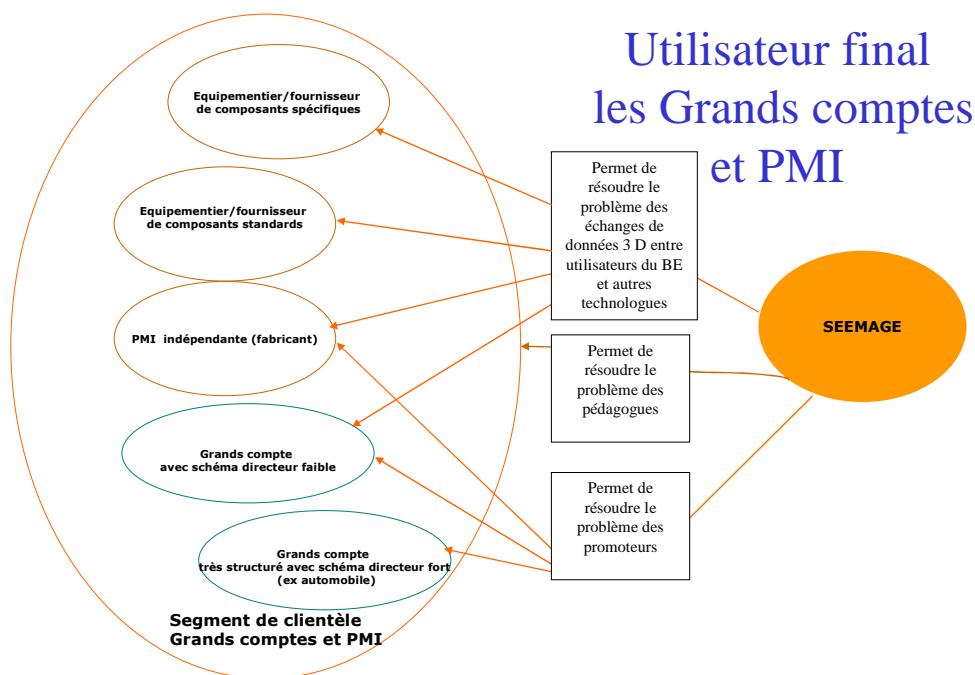 Utilisateur final
les Grands comptes
et PMI
Equipementier/fournisseur
de composants spécifiques
Equipementier/fournisseur
de composants standards
PMI indépendante (fabricant)
Grands compte
avec schéma directeur faible
Grands compte
très structuré avec schéma directeur fort
(ex automobile)
Segment de clientèle
Grands comptes et PMI
Permet de
résoudre le
problème des
échanges de
données 3 D entre
utilisateurs du BE
et autres
technologues
Permet de
résoudre le
problème des
pédagogues
Permet de
résoudre le
problème des
promoteurs
SEEMAGE